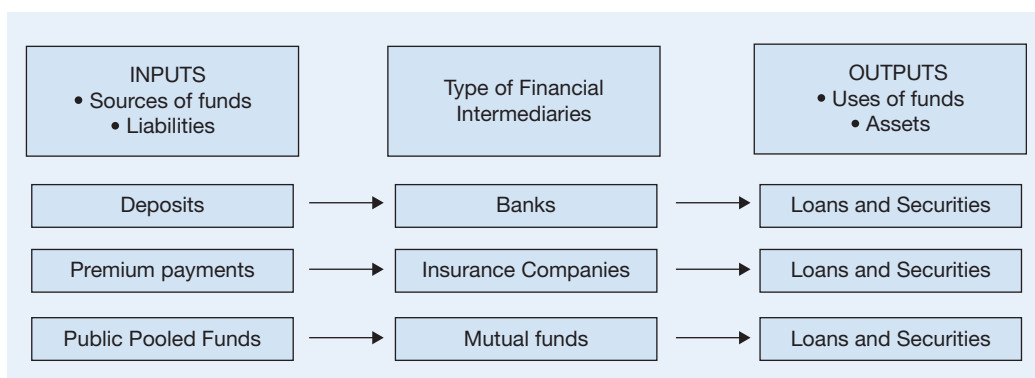 INPUTS
• Sources of funds
• Liabilities
Type of Financial
Intermediaries
OUTPUTS
• Uses of funds
• Assets
Deposits
Banks
Loans and Securities
Premium payments
Insurance Companies
Loans and Securities
Public Pooled Funds
Mutual funds
Loans and Securities